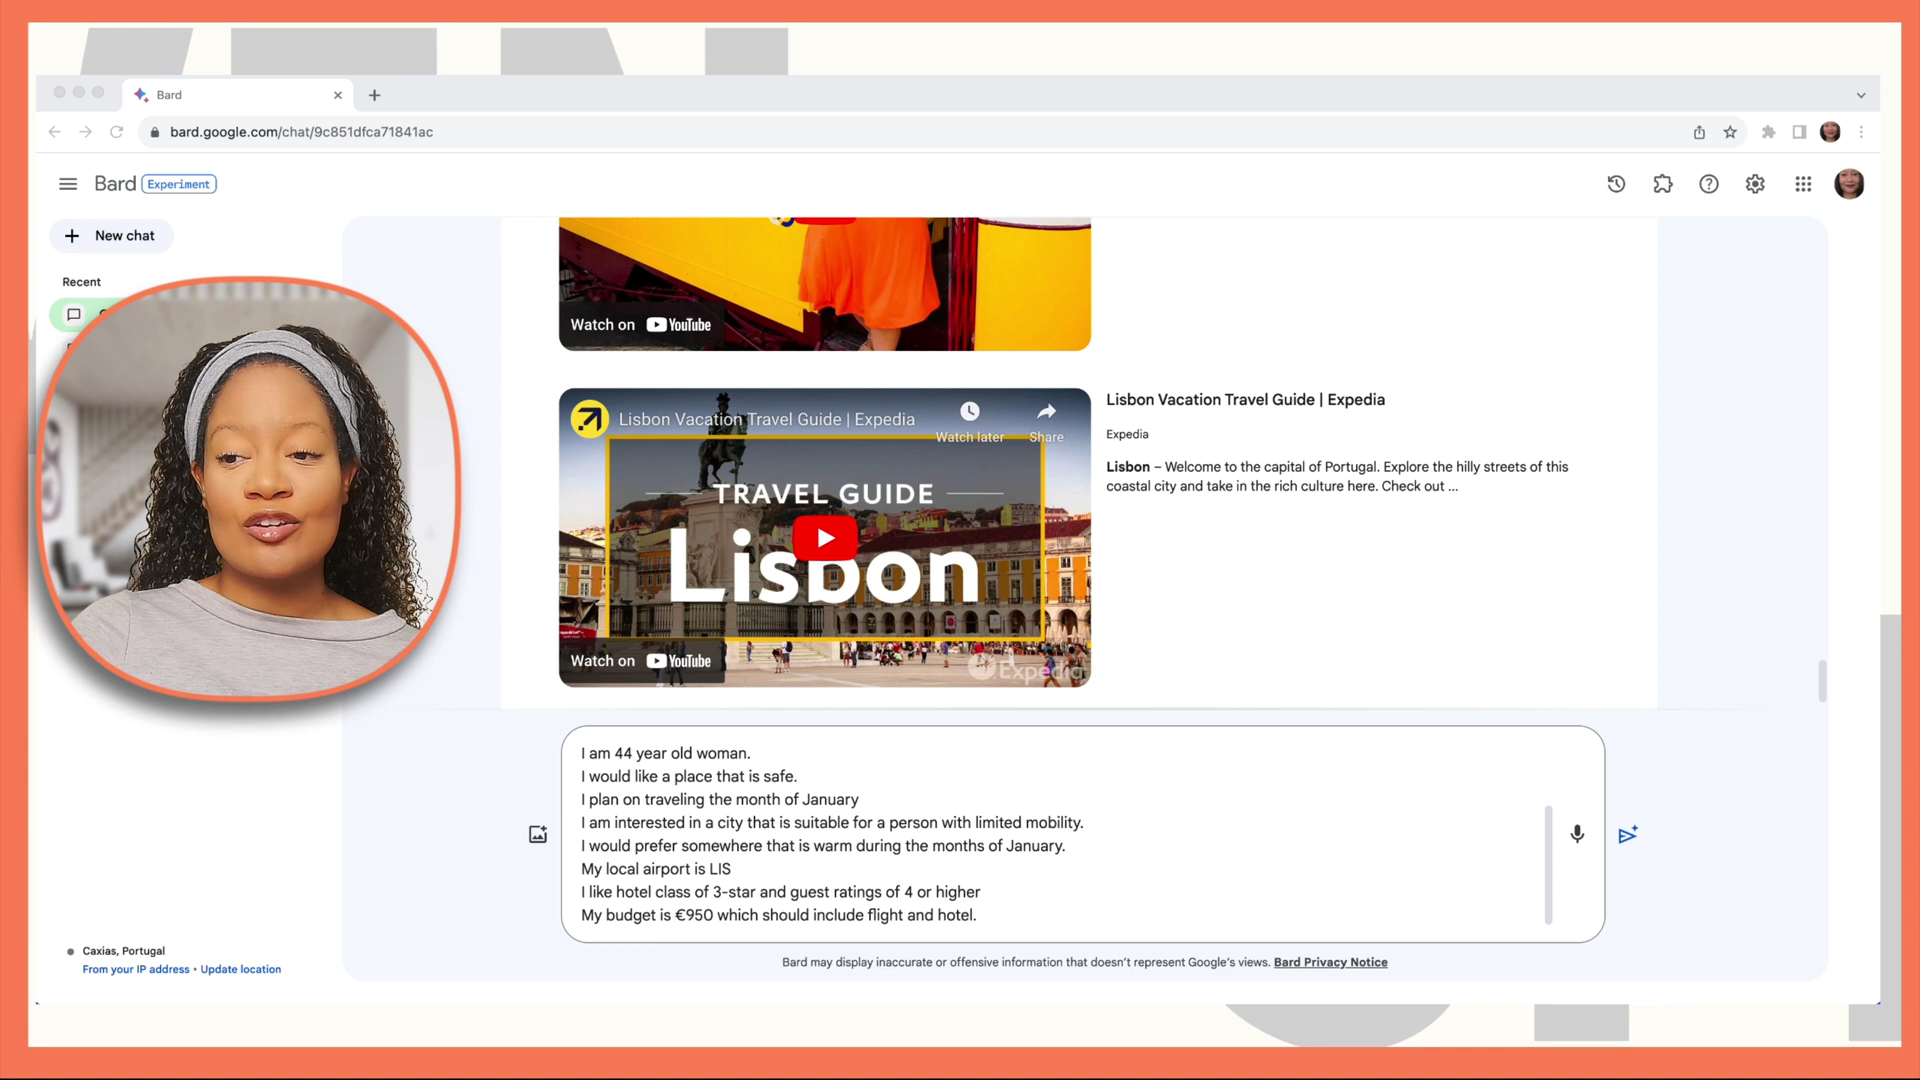 Bard
bard.google.com/chat/9c851dfca71841ac
Bard Experiment
New chat
Recent
Watch on YouTube
Lisbon Vacation Travel Guide | Expedia
Watch later
Share
TRAVEL GUIDE
Lisbon
Watch on YouTube
Expedia
Lisbon Vacation Travel Guide | Expedia
Expedia
Lisbon – Welcome to the capital of Portugal. Explore the hilly streets of this
coastal city and take in the rich culture here. Check out ...
I am 44 year old woman.
I would like a place that is safe.
I plan on traveling the month of January
I am interested in a city that is suitable for a person with limited mobility.
I would prefer somewhere that is warm during the months of January.
My local airport is LIS
I like hotel class of 3-star and guest ratings of 4 or higher
My budget is €950 which should include flight and hotel.
Caxias, Portugal
From your IP address • Update location
Bard may display inaccurate or offensive information that doesn't represent Google's views. Bard Privacy Notice